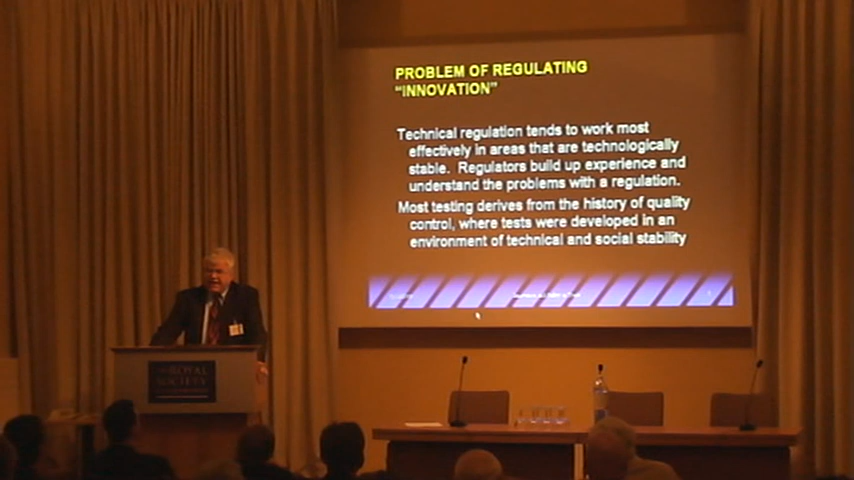 PROBLEM OF REGULATING
“INNOVATION”
Technical regulation tends to work most
effectively in areas that are technologically
stable. Regulators build up experience and
understand the problems with a regulation.
Most testing derives from the history of quality
control, where tests were developed in an
environment of technical and social stability
THE ROYAL
SOCIETY